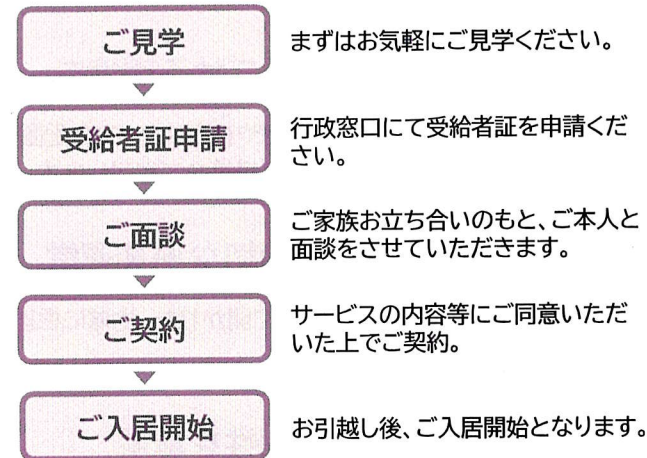 ご見学
まずはお気軽にご見学ください。
受給者証申請
行政窓口にて受給者証を申請くだ
さい。
ご面談
ご家族お立ち合いのもと、ご本人と
面談をさせていただきます。
ご契約
サービスの内容等にご同意いただ
いた上でご契約。
ご入居開始
お引越し後、ご入居開始となります。